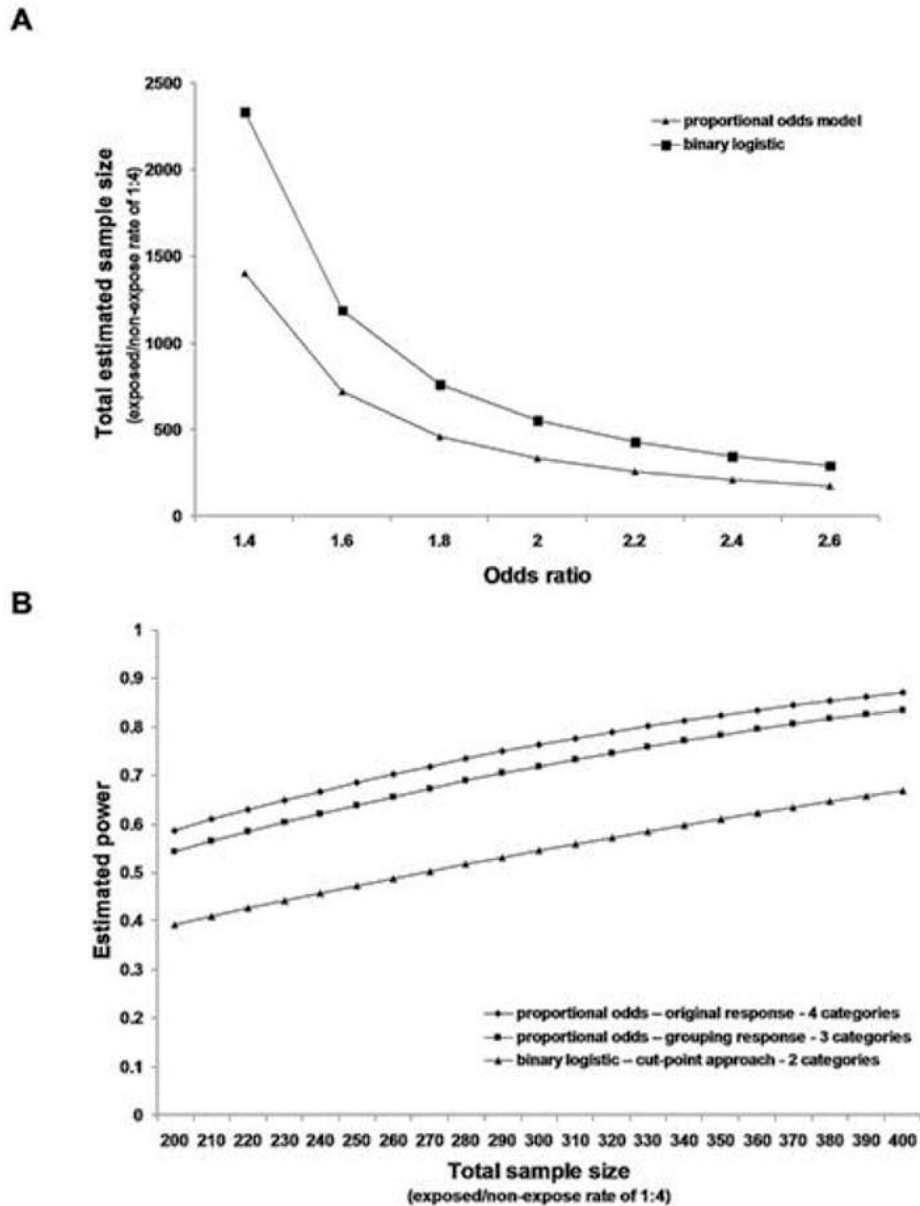 A
Total estimated sample size
(exposed/non-expose rate of 1:4)
2500
2000
1500
1000
500
0
proportional odds model
binary logistic
1.4 1.6 1.8 2 2.2 2.4 2.6
Odds ratio
B
Estimated power
1
0.9
0.8
0.7
0.6
0.5
0.4
0.3
0.2
0.1
0
proportional odds – original response - 4 categories
proportional odds – grouping response - 3 categories
binary logistic – cut-point approach - 2 categories
200 210 220 230 240 250 260 270 280 290 300 310 320 330 340 350 360 370 380 390 400
Total sample size
(exposed/non-expose rate of 1:4)